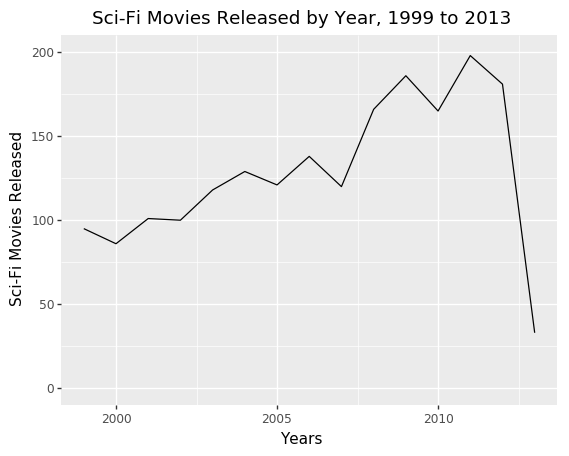 Sci-Fi Movies Released by Year, 1999 to 2013
200
150
100
50
0
Sci-Fi Movies Released
2000 2005 2010
Years